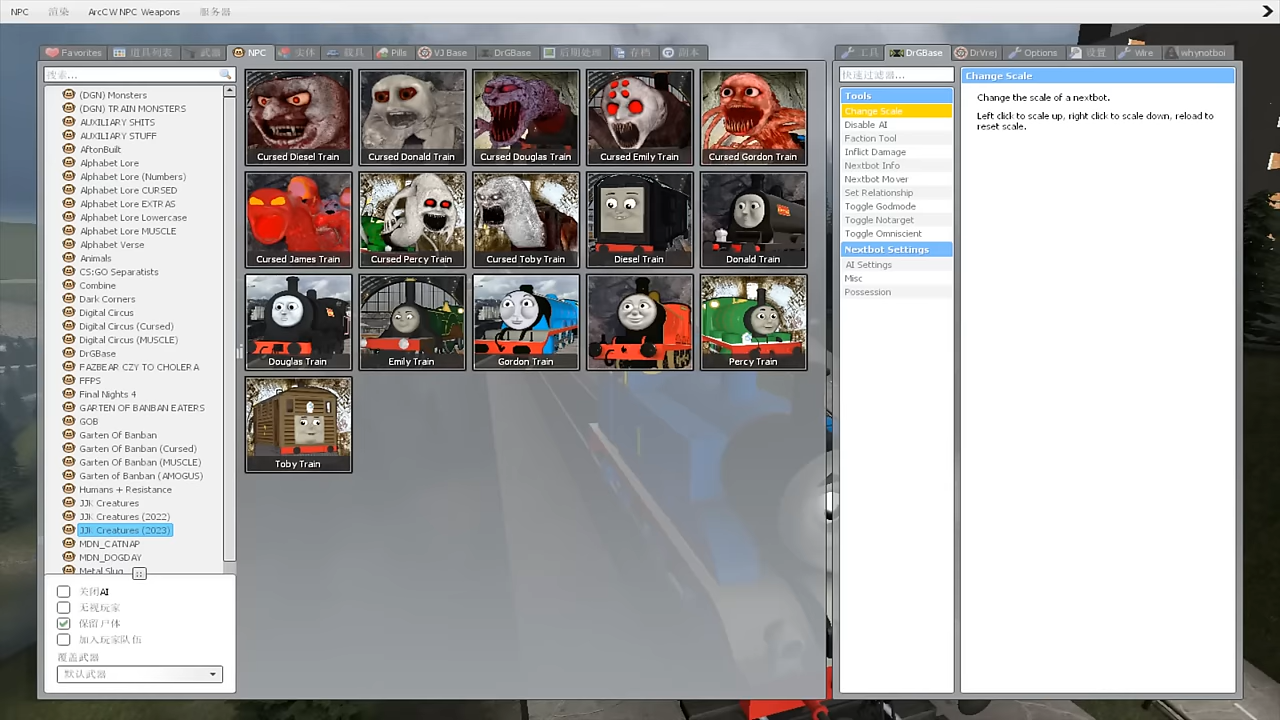 NPC 渲染 ArcCW NPC Weapons 服务器
Favorites 道具列表 武器 NPC 实体 载具 Pills VJ Base DrGBase 后期处理 存档 副本
工具 DrGBase DrVrej Options 设置 Wire whynotboi
搜索...
(DGN) Monsters
(DGN) TRAIN MONSTERS
AUXILIARY SHITS
AUXILIARY STUFF
AftonBuilt
Alphabet Lore
Alphabet Lore (Numbers)
Alphabet Lore CURSED
Alphabet Lore EXTRAS
Alphabet Lore Lowercase
Alphabet Lore MUSCLE
Alphabet Verse
Animals
CS:GO Separatists
Combine
Dark Corners
Digital Circus
Digital Circus (Cursed)
Digital Circus (MUSCLE)
DrGBase
FAZBEAR CZY TO CHOLERA
FFPS
Final Nights 4
GARTEN OF BANBAN EATERS
GOB
Garten Of Banban
Garten Of Banban (Cursed)
Garten Of Banban (MUSCLE)
Garten of Banban (AMOGUS)
Humans + Resistance
JJK Creatures
JJK Creatures (2022)
JJK Creatures (2023)
MDN_CATNAP
MDN_DOGDAY
Metal Slug
关闭AI
无视玩家
保留尸体
加入玩家队伍
覆盖武器
默认武器
Cursed Diesel Train
Cursed Donald Train
Cursed Douglas Train
Cursed Emily Train
Cursed Gordon Train
Cursed James Train
Cursed Percy Train
Cursed Toby Train
Diesel Train
Donald Train
Douglas Train
Emily Train
Gordon Train
Percy Train
Toby Train
快速过滤器...
Tools
Change Scale
Disable AI
Faction Tool
Inflict Damage
Nextbot Info
Nextbot Mover
Set Relationship
Toggle Godmode
Toggle Notarget
Toggle Omniscient
Nextbot Settings
AI Settings
Misc
Possession
Change Scale
Change the scale of a nextbot.
Left click to scale up, right click to scale down, reload to
reset scale.